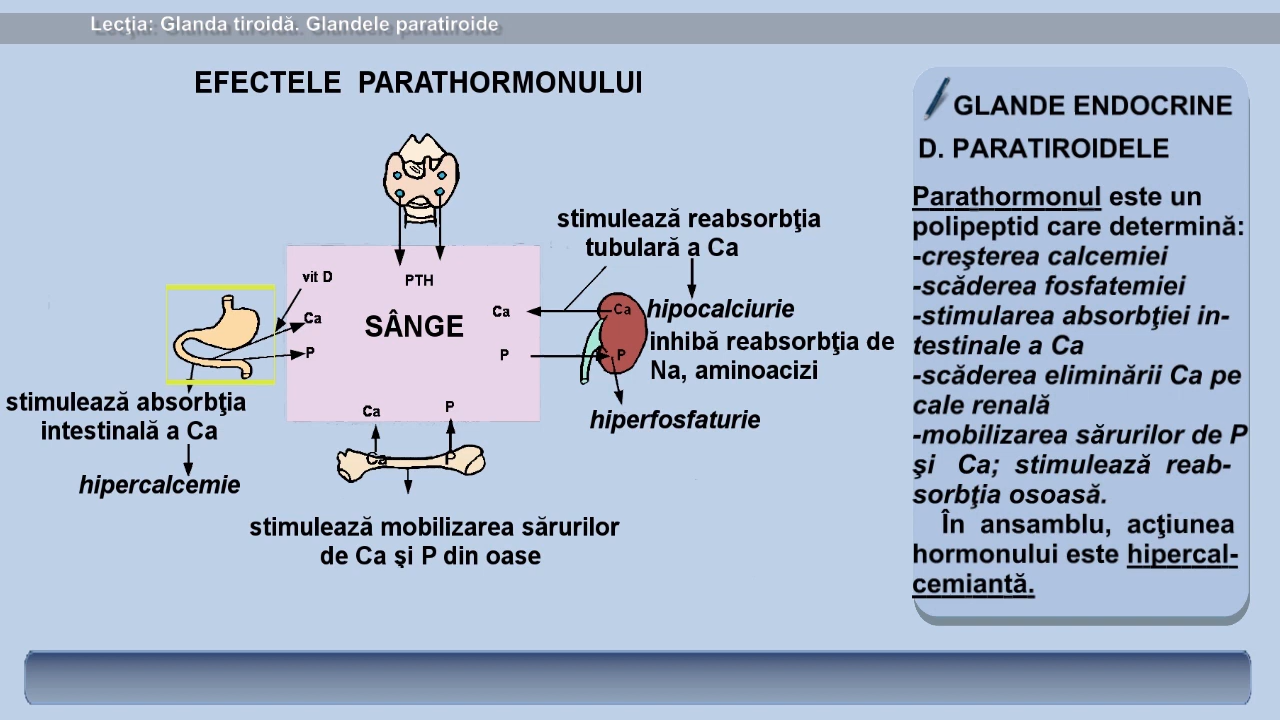 Lecţia: Glanda tiroidă. Glandele paratiroide
EFECTELE PARATHORMONULUI
stimulează reabsorbţia
tubulară a Ca
vit D
PTH
Ca
SÂNGE
Ca
Ca
hipocalciurie
P
P
P
inhibă reabsorbţia de
Na, aminoacizi
stimulează absorbţia
intestinală a Ca
hipercalcemie
Ca
P
hiperfosfaturie
Ca
P
stimulează mobilizarea sărurilor
de Ca şi P din oase
GLANDE ENDOCRINE
D. PARATIROIDELE
Parathormonul este un
polipeptid care determină:
-creşterea calcemiei
-scăderea fosfatemiei
-stimularea absorbţiei in-
testinale a Ca
-scăderea eliminării Ca pe
cale renală
-mobilizarea sărurilor de P
şi Ca; stimulează reab-
sorbţia osoasă.
În ansamblu, acţiunea
hormonului este hipercal-
cemiantă.